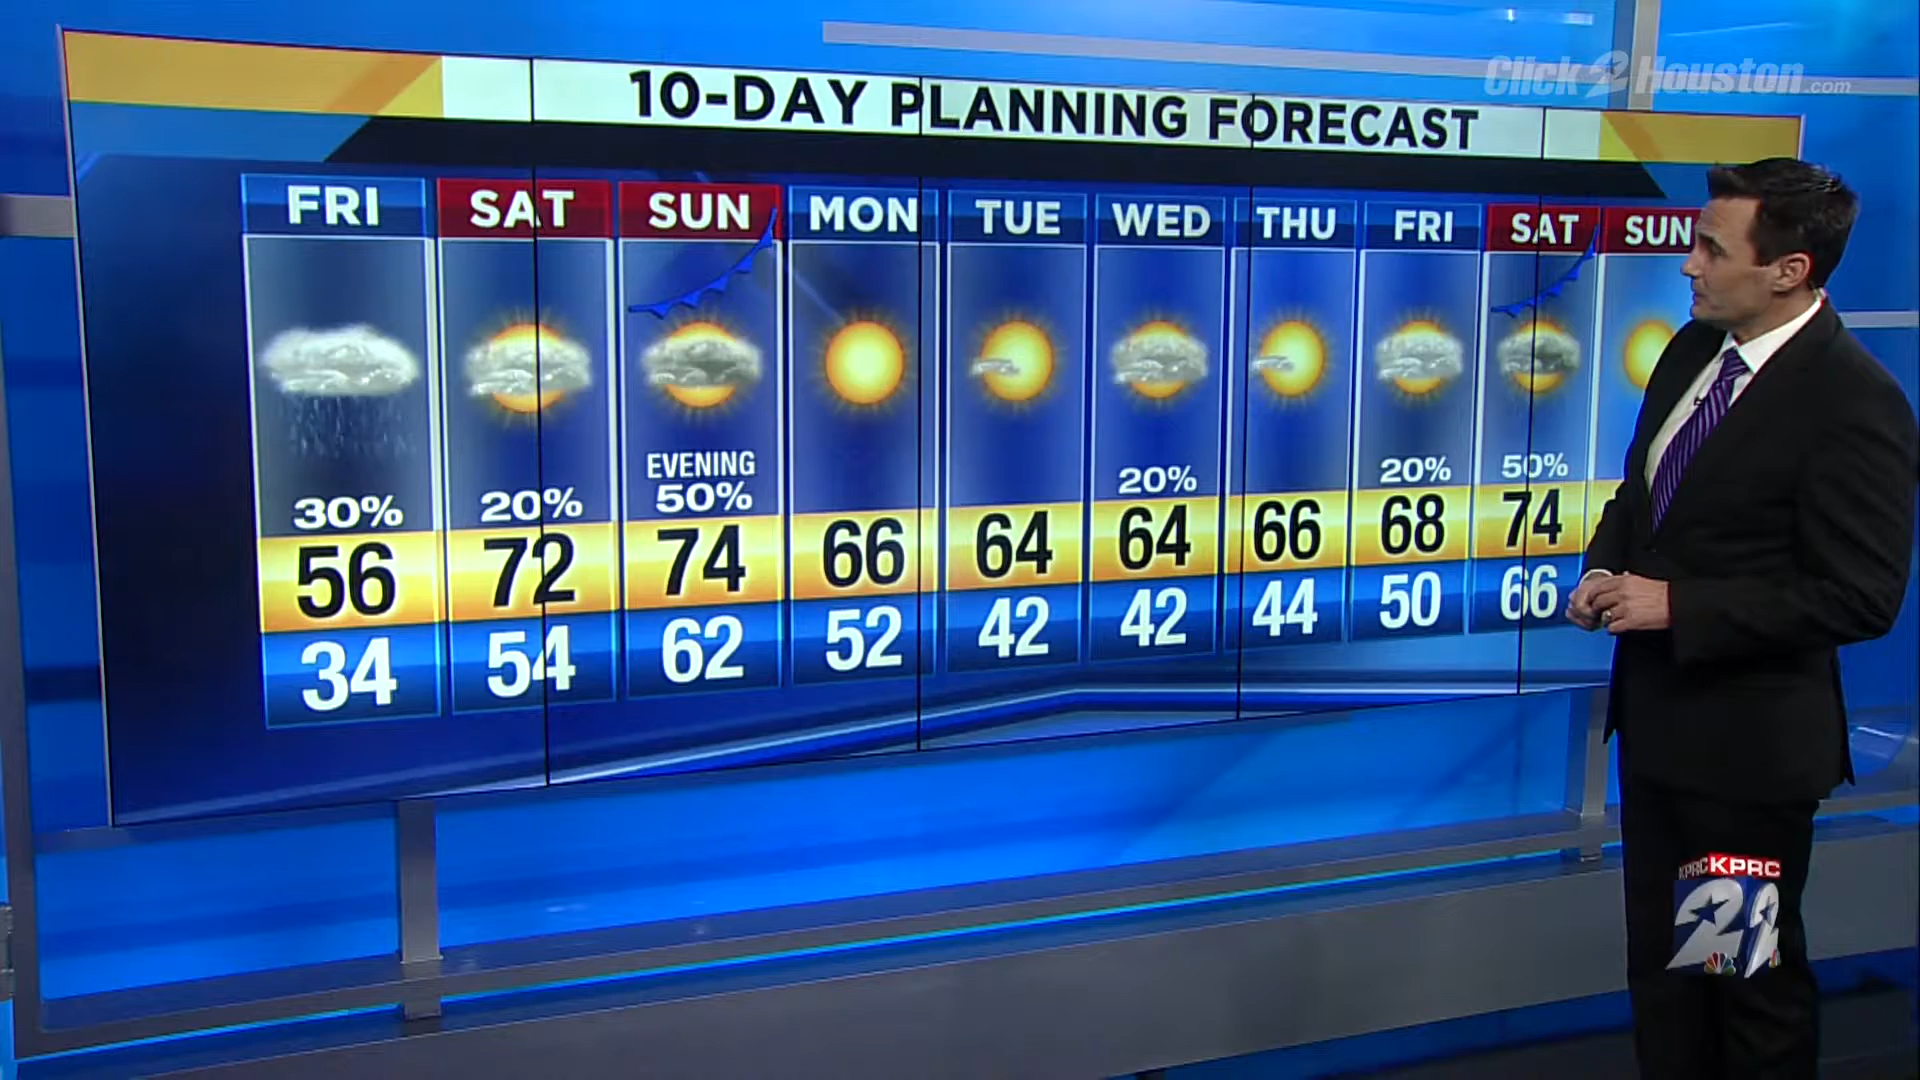 Click2Houston.com
10-DAY PLANNING FORECAST
FRI SAT SUN MON TUE WED THU FRI SAT SUN
EVENING
30% 20% 50% 20% 20% 50%
56 72 74 66 64 64 66 68 74
34 54 62 52 42 42 44 50 66
KPRC KPRC
2 2